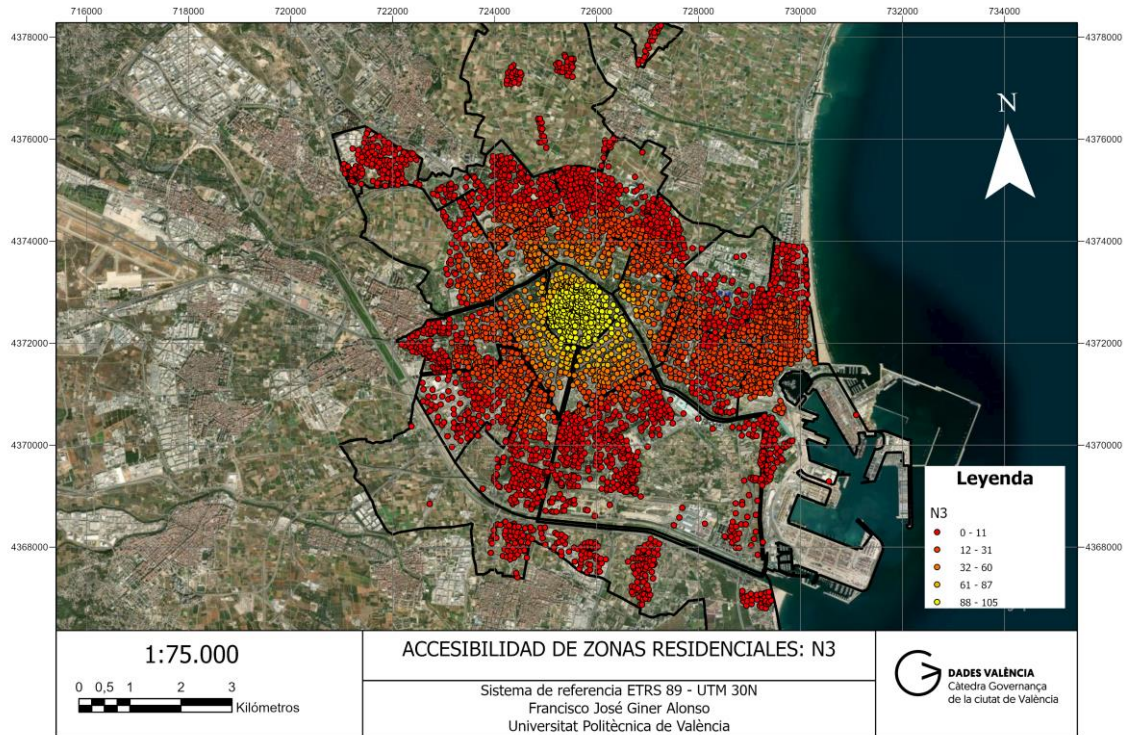 716000 718000 720000 722000 724000 726000 728000 730000 732000 734000
4378000 4378000
N
4376000 4376000
4374000 4374000
4372000 4372000
4370000 4370000
4368000 4368000
Leyenda
N3
0 - 11
12 - 31
32 - 60
61 - 87
88 - 105
1:75.000
0 0,5 1 2 3
Kilómetros
ACCESIBILIDAD DE ZONAS RESIDENCIALES: N3
Sistema de referencia ETRS 89 - UTM 30N
Francisco José Giner Alonso
Universitat Politècnica de València
DADES VALÈNCIA
Càtedra Governança
de la ciutat de València